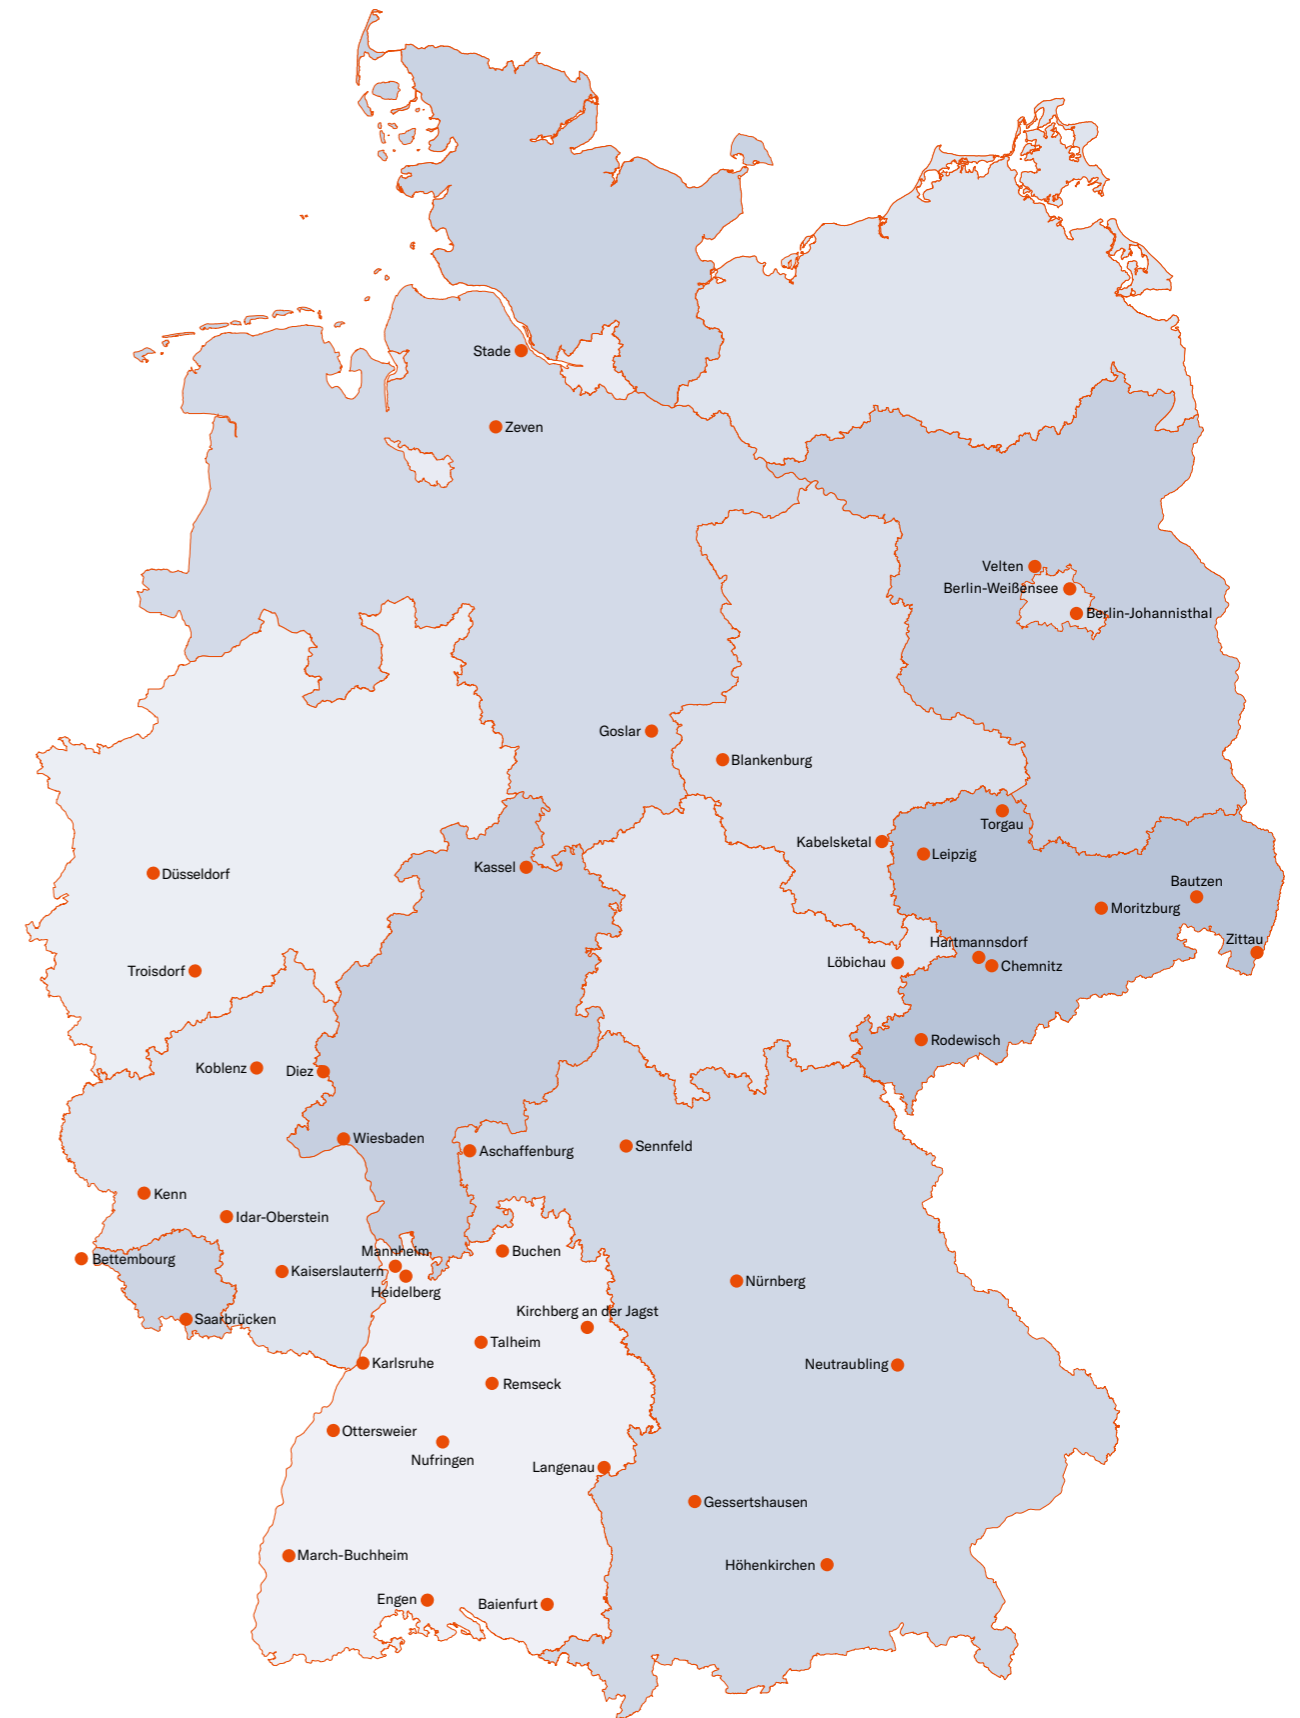 Stade
Zeven
Velten
Berlin-Weißensee
Berlin-Johannisthal
Goslar
Blankenburg
Torgau
Kabelsketal
Leipzig
Kassel
Düsseldorf
Bautzen
Moritzburg
Zittau
Hartmannsdorf
Chemnitz
Löbichau
Troisdorf
Rodewisch
Koblenz
Diez
Wiesbaden
Aschaffenburg
Sennfeld
Kenn
Idar-Oberstein
Mannheim
Buchen
Bettembourg
Kaiserslautern
Heidelberg
Nürnberg
Kirchberg an der Jagst
Saarbrücken
Talheim
Karlsruhe
Neutraubling
Remseck
Ottersweier
Nufringen
Langenau
Gessertshausen
March-Buchheim
Höhenkirchen
Engen
Baienfurt